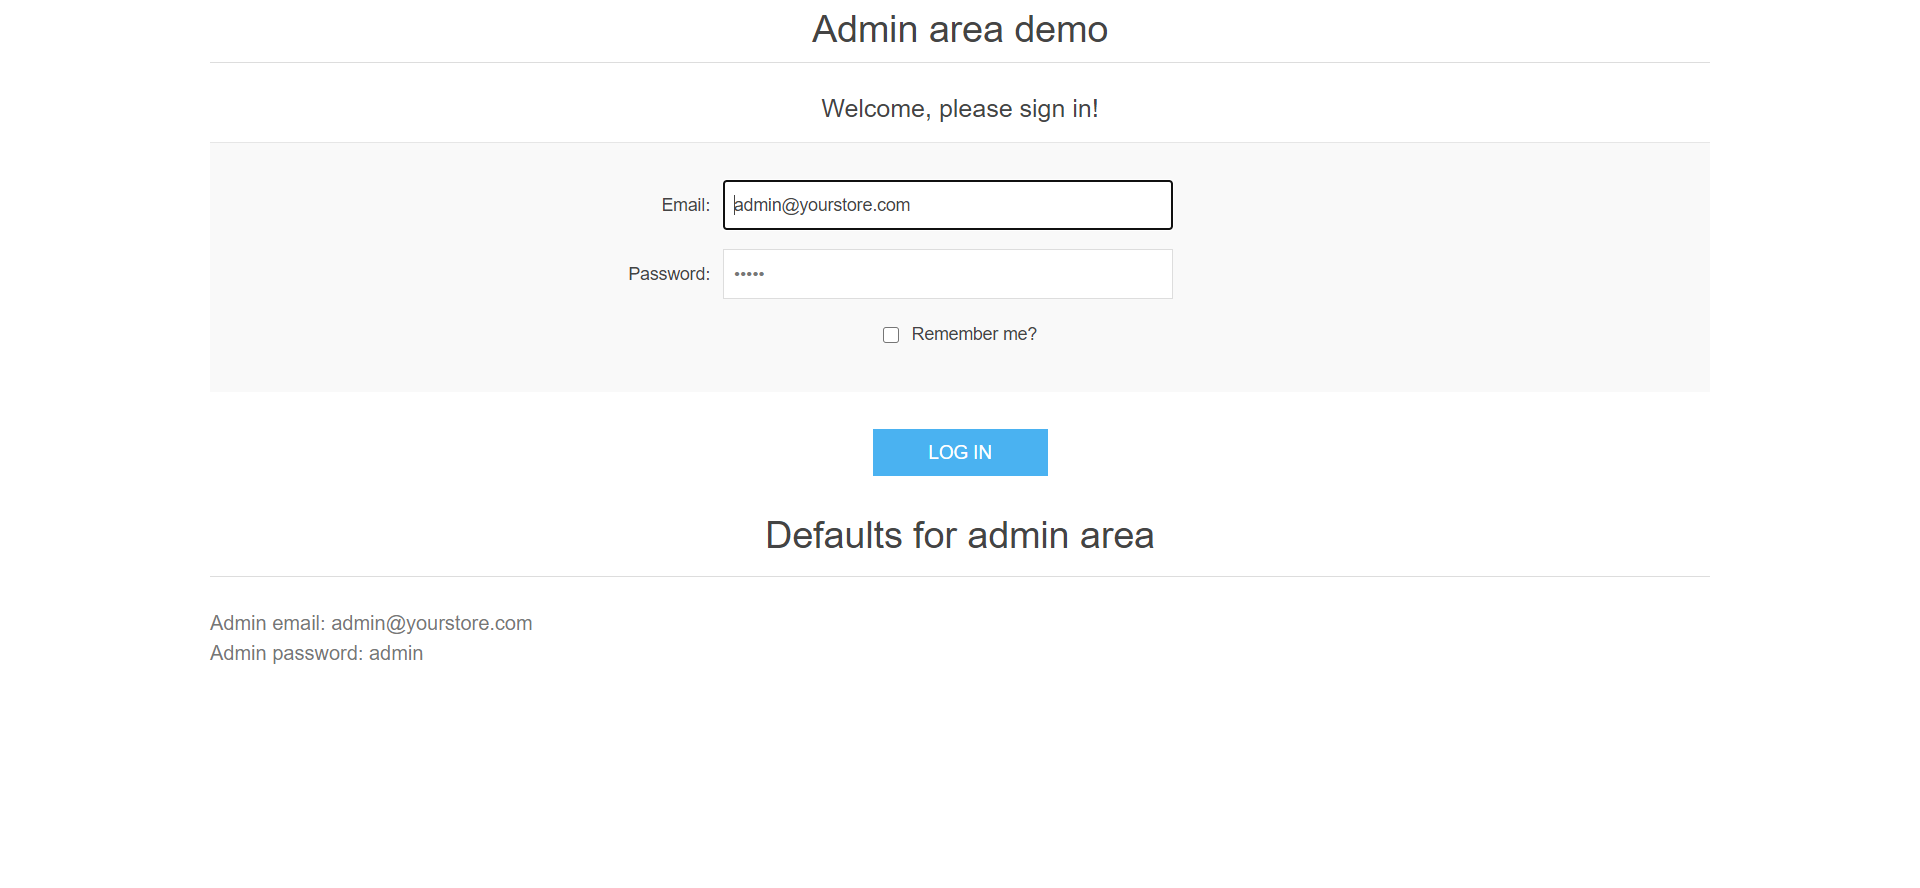 Admin area demo
Welcome, please sign in!
Email: admin@yourstore.com
Password: •••••
Remember me?
LOG IN
Defaults for admin area
Admin email: admin@yourstore.com
Admin password: admin